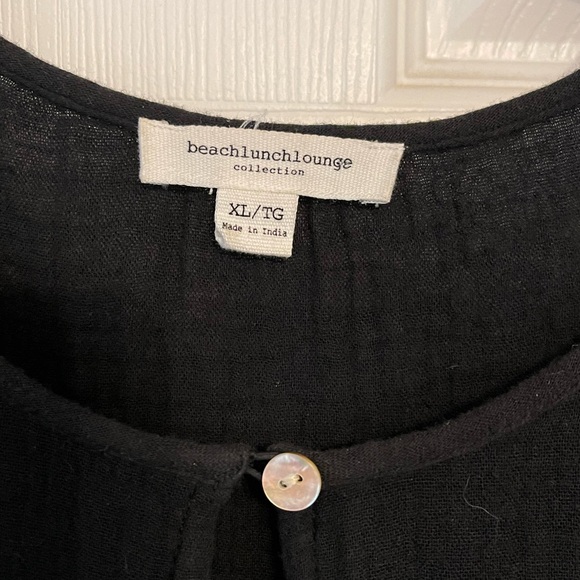 beachlunchlounge
collection
XL/TG
Made in India